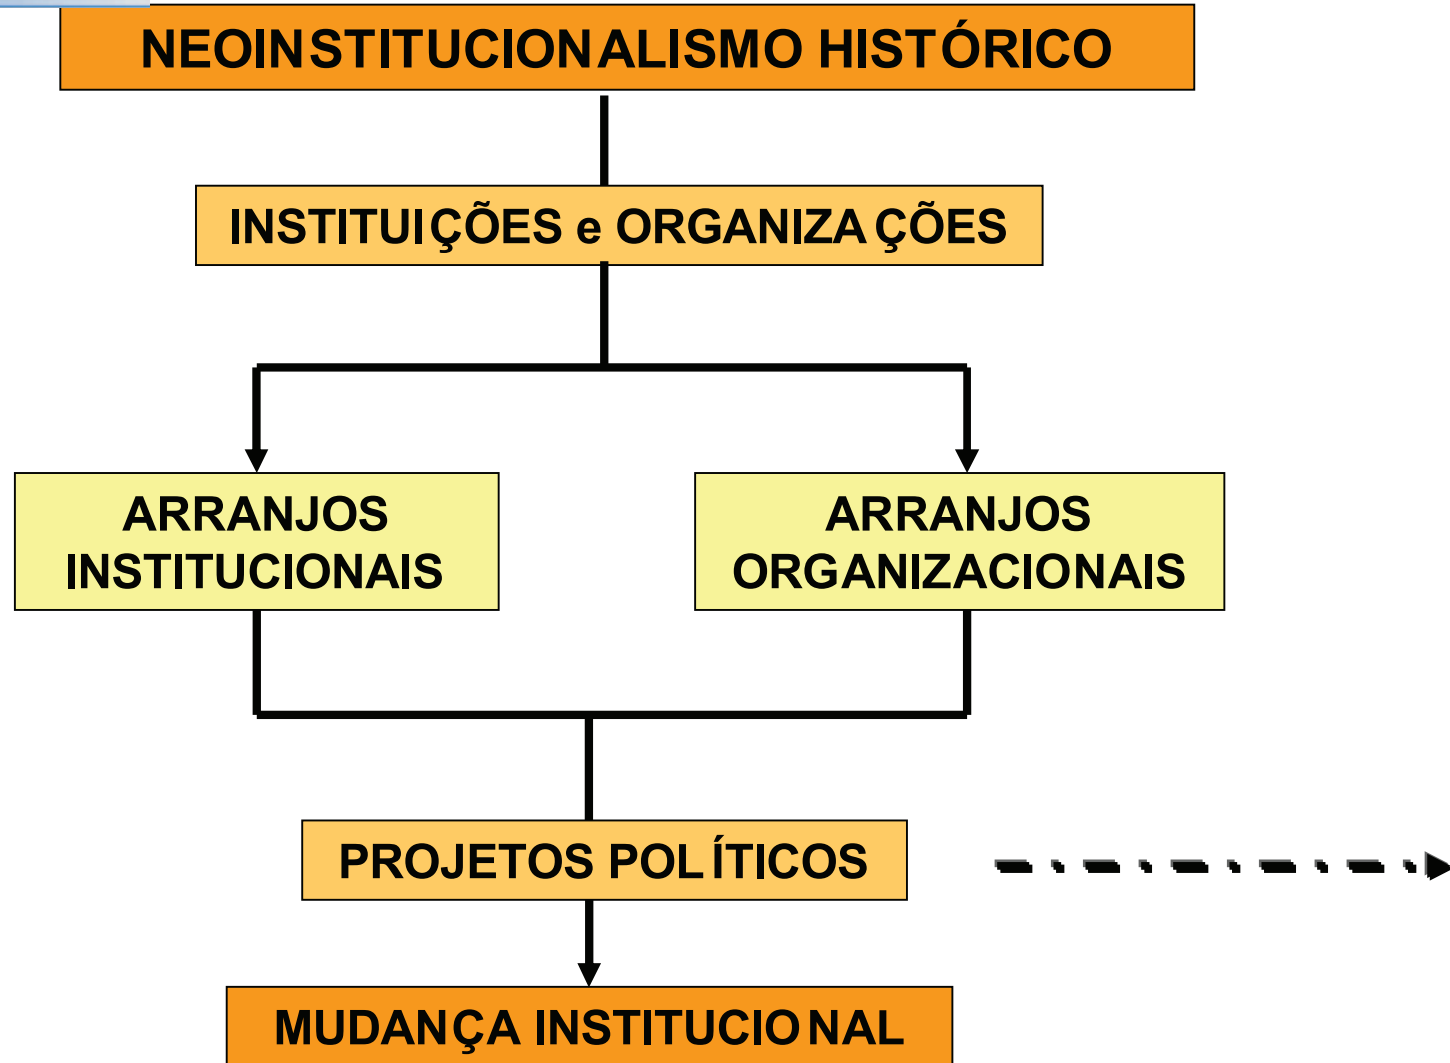 NEOINSTITUCIONALISMO HISTÓRICO
INSTITUIÇÕES e ORGANIZAÇÕES
ARRANJOS
INSTITUCIONAIS
ARRANJOS
ORGANIZACIONAIS
PROJETOS POLÍTICOS
MUDANÇA INSTITUCIONAL